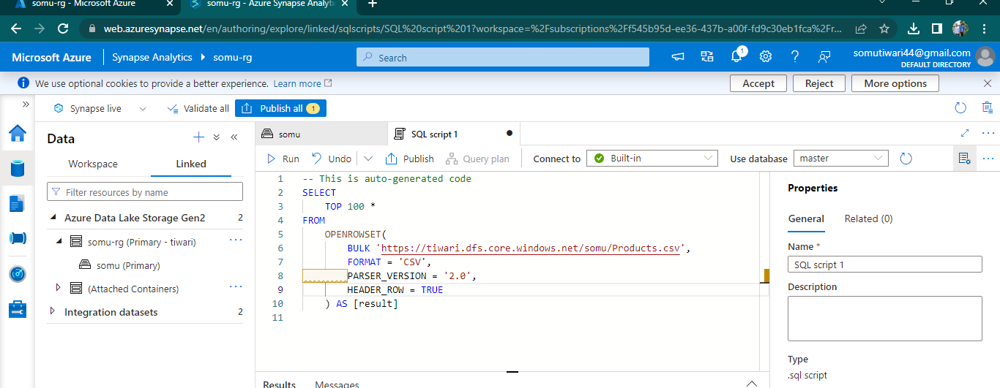 somu-rg - Microsoft Azure
somu-rg - Azure Synapse Analyti
web.azuresynapse.net/en/authoring/explore/linked/sqlscripts/SQL%20script%201?workspace=%2Fsubscriptions%2Ff545b95d-ee36-437b-a00f-fd9c30eb1fca%2Fr...
Microsoft Azure Synapse Analytics somu-rg
Search
1
somutiwari44@gmail.com
DEFAULT DIRECTORY
We use optional cookies to provide a better experience. Learn more
Accept Reject More options
Synapse live Validate all Publish all 1
Data
Workspace Linked
Filter resources by name
Azure Data Lake Storage Gen2 2
somu-rg (Primary - tiwari)
somu (Primary)
(Attached Containers)
Integration datasets 2
somu SQL script 1
Run Undo Publish Query plan Connect to Built-in Use database master
1 -- This is auto-generated code
2 SELECT
3 TOP 100 *
4 FROM
5 OPENROWSET(
6 BULK 'https://tiwari.dfs.core.windows.net/somu/Products.csv',
7 FORMAT = 'CSV',
8 PARSER_VERSION = '2.0',
9 HEADER_ROW = TRUE
10 ) AS [result]
11
Results Messages
Properties
General Related (0)
Name *
SQL script 1
Description
Type
.sql script